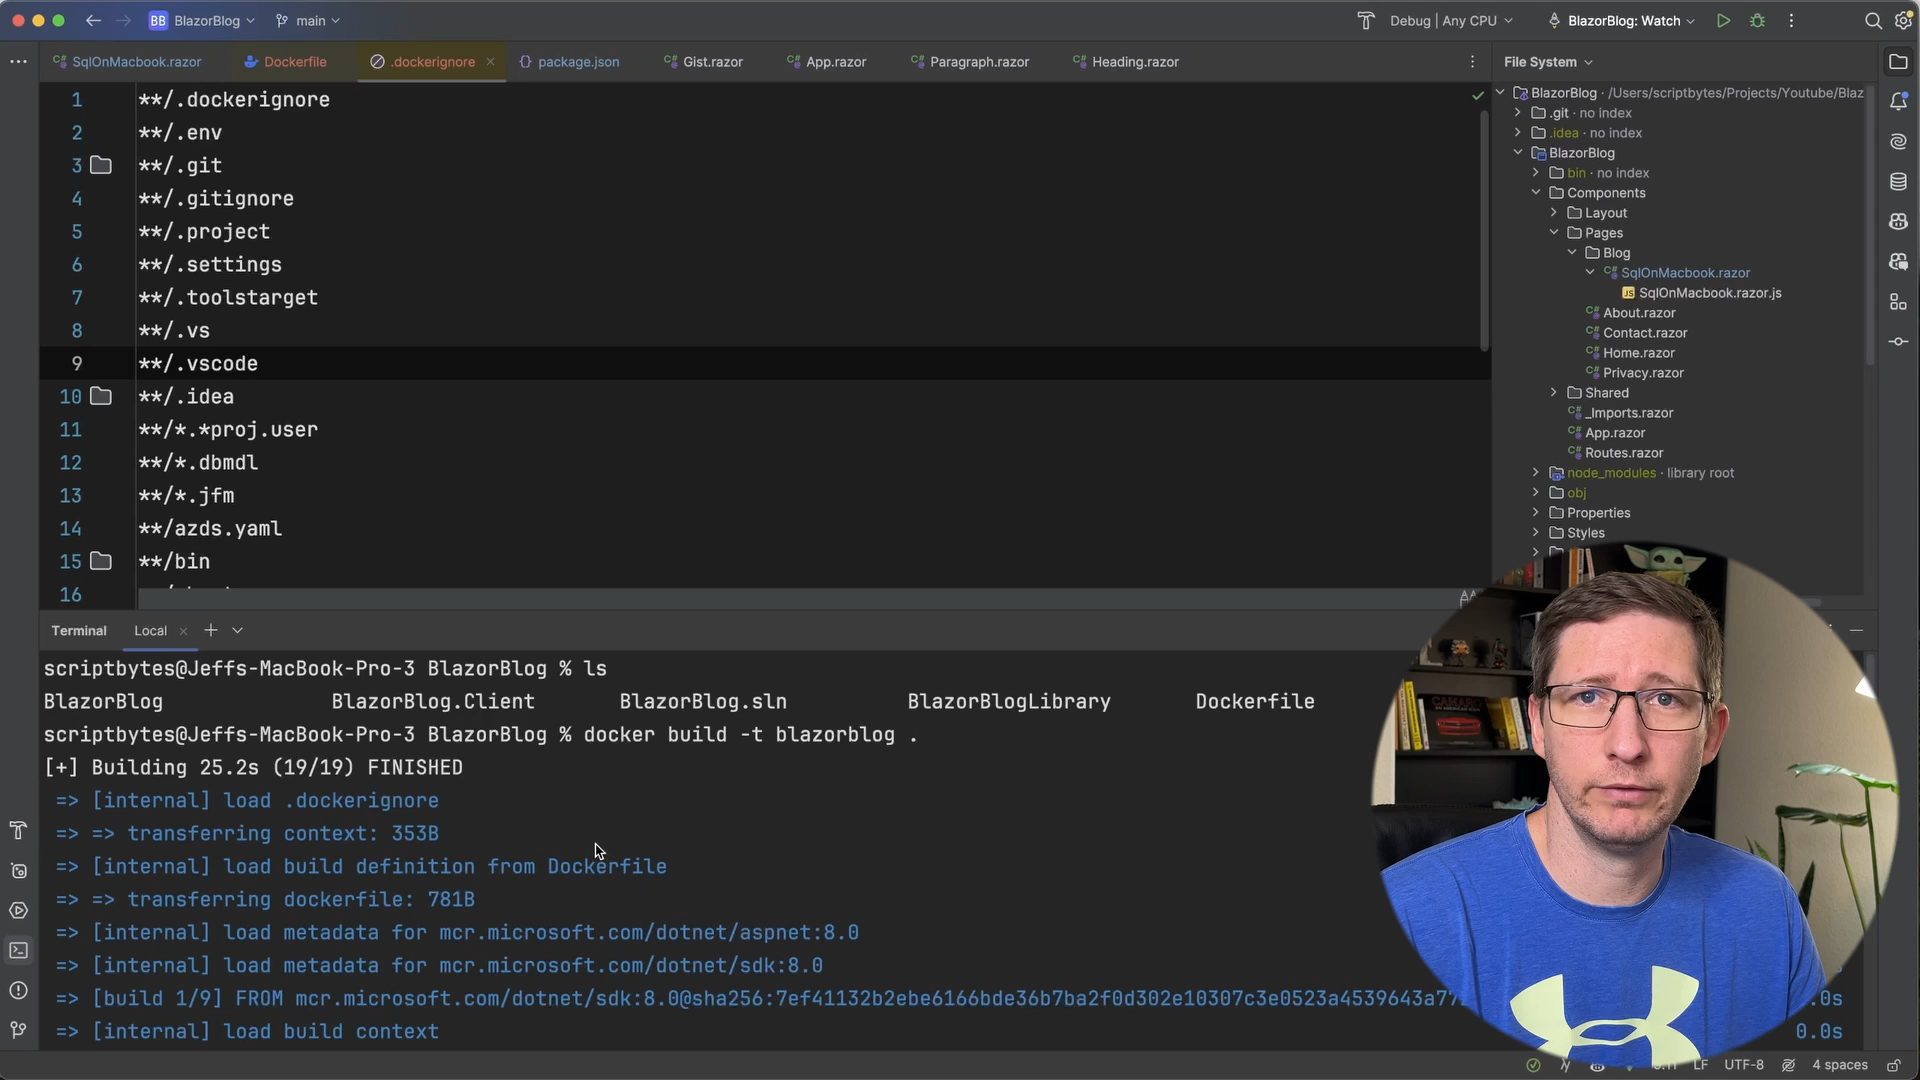 BB BlazorBlog main Debug | Any CPU BlazorBlog: Watch
SqlOnMacbook.razor Dockerfile .dockerignore package.json Gist.razor App.razor Paragraph.razor Heading.razor
File System
1 **/.dockerignore
2 **/.env
3 **/.git
4 **/.gitignore
5 **/.project
6 **/.settings
7 **/.toolstarget
8 **/.vs
9 **/.vscode
10 **/.idea
11 **/*.*proj.user
12 **/*.dbmdl
13 **/*.jfm
14 **/azds.yaml
15 **/bin
16
BlazorBlog · /Users/scriptbytes/Projects/Youtube/Blaz
.git · no index
.idea · no index
BlazorBlog
bin · no index
Components
Layout
Pages
Blog
SqlOnMacbook.razor
JS SqlOnMacbook.razor.js
About.razor
Contact.razor
Home.razor
Privacy.razor
Shared
_Imports.razor
App.razor
Routes.razor
node_modules · library root
obj
Properties
Styles
Terminal Local
scriptbytes@Jeffs-MacBook-Pro-3 BlazorBlog % ls
BlazorBlog BlazorBlog.Client BlazorBlog.sln BlazorBlogLibrary Dockerfile
scriptbytes@Jeffs-MacBook-Pro-3 BlazorBlog % docker build -t blazorblog .
[+] Building 25.2s (19/19) FINISHED
=> [internal] load .dockerignore
=> => transferring context: 353B
=> [internal] load build definition from Dockerfile
=> => transferring dockerfile: 781B
=> [internal] load metadata for mcr.microsoft.com/dotnet/aspnet:8.0
=> [internal] load metadata for mcr.microsoft.com/dotnet/sdk:8.0
=> [build 1/9] FROM mcr.microsoft.com/dotnet/sdk:8.0@sha256:7ef41132b2ebe6166bde36b7ba2f0d302e10307c3e0523a4539643a77 .0s
=> [internal] load build context 0.0s
CAMARO
LF UTF-8 4 spaces